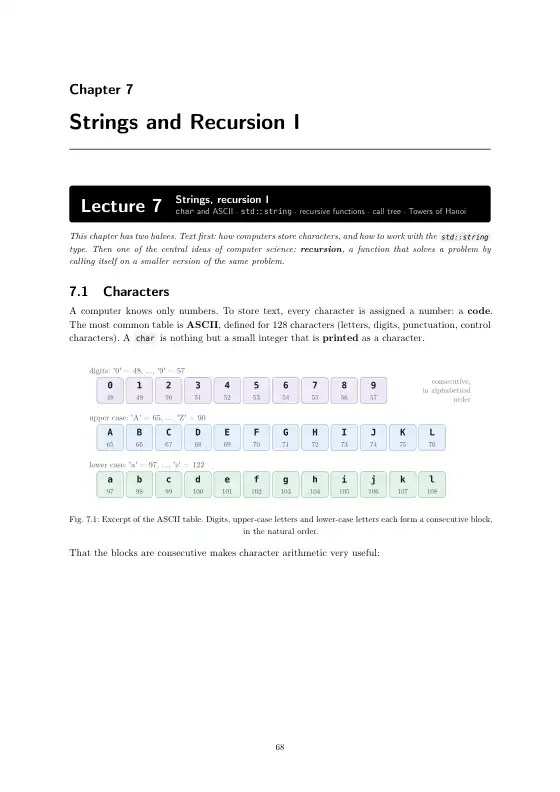 Chapter 7
Strings and Recursion I
Lecture 7
Strings, recursion I
char and ASCII · std::string · recursive functions · call tree · Towers of Hanoi
This chapter has two halves. Text first: how computers store characters, and how to work with the std::string
type. Then one of the central ideas of computer science: recursion, a function that solves a problem by
calling itself on a smaller version of the same problem.
7.1 Characters
A computer knows only numbers. To store text, every character is assigned a number: a code.
The most common table is ASCII, defined for 128 characters (letters, digits, punctuation, control
characters). A char is nothing but a small integer that is printed as a character.
digits: '0' = 48, ..., '9' = 57
0 1 2 3 4 5 6 7 8 9
48 49 50 51 52 53 54 55 56 57
consecutive,
in alphabetical
order
upper case: 'A' = 65, ... 'Z' = 90
A B C D E F G H I J K L
65 66 67 68 69 70 71 72 73 74 75 76
lower case: 'a' = 97, ..., 'z' = 122
a b c d e f g h i j k l
97 98 99 100 101 102 103 104 105 106 107 108
Fig. 7.1: Excerpt of the ASCII table. Digits, upper-case letters and lower-case letters each form a consecutive block,
in the natural order.
That the blocks are consecutive makes character arithmetic very useful:
68